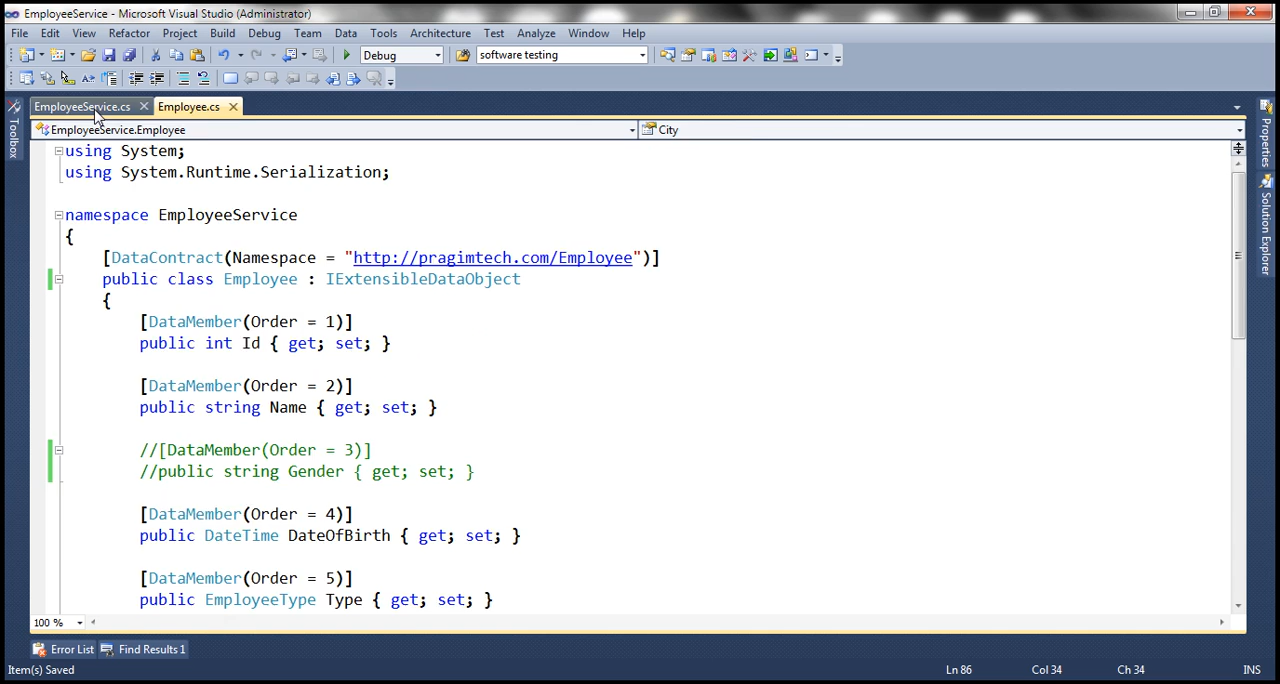 EmployeeService - Microsoft Visual Studio (Administrator)
File Edit View Refactor Project Build Debug Team Data Tools Architecture Test Analyze Window Help
Debug software testing
EmployeeService.cs Employee.cs
EmployeeService.Employee City
Toolbox
Properties
Solution Explorer
using System;
using System.Runtime.Serialization;
namespace EmployeeService
{
[DataContract(Namespace = "http://pragimtech.com/Employee")]
public class Employee : IExtensibleDataObject
{
[DataMember(Order = 1)]
public int Id { get; set; }
[DataMember(Order = 2)]
public string Name { get; set; }
//[DataMember(Order = 3)]
//public string Gender { get; set; }
[DataMember(Order = 4)]
public DateTime DateOfBirth { get; set; }
[DataMember(Order = 5)]
public EmployeeType Type { get; set; }
100 %
Error List Find Results 1
Item(s) Saved Ln 86 Col 34 Ch 34 INS